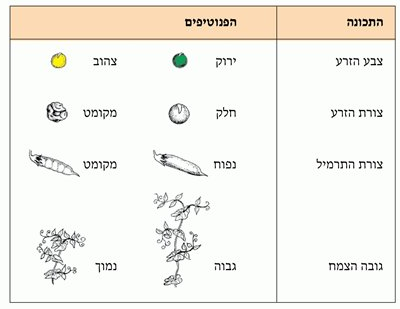 התכונה הפנוטיפים
צבע הזרע ירוק צהוב
צורת הזרע חלק מקומט
צורת התרמיל נפוח מקומט
גובה הצמח גבוה נמוך